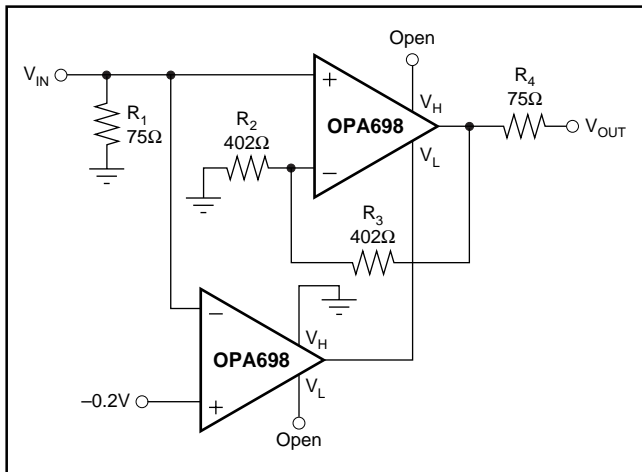 Open
V_IN
R_1
75Ω
+
V_H
OPA698
−
V_L
R_2
402Ω
R_3
402Ω
R_4
75Ω
V_OUT
−
V_H
OPA698
V_L
−0.2V
+
Open